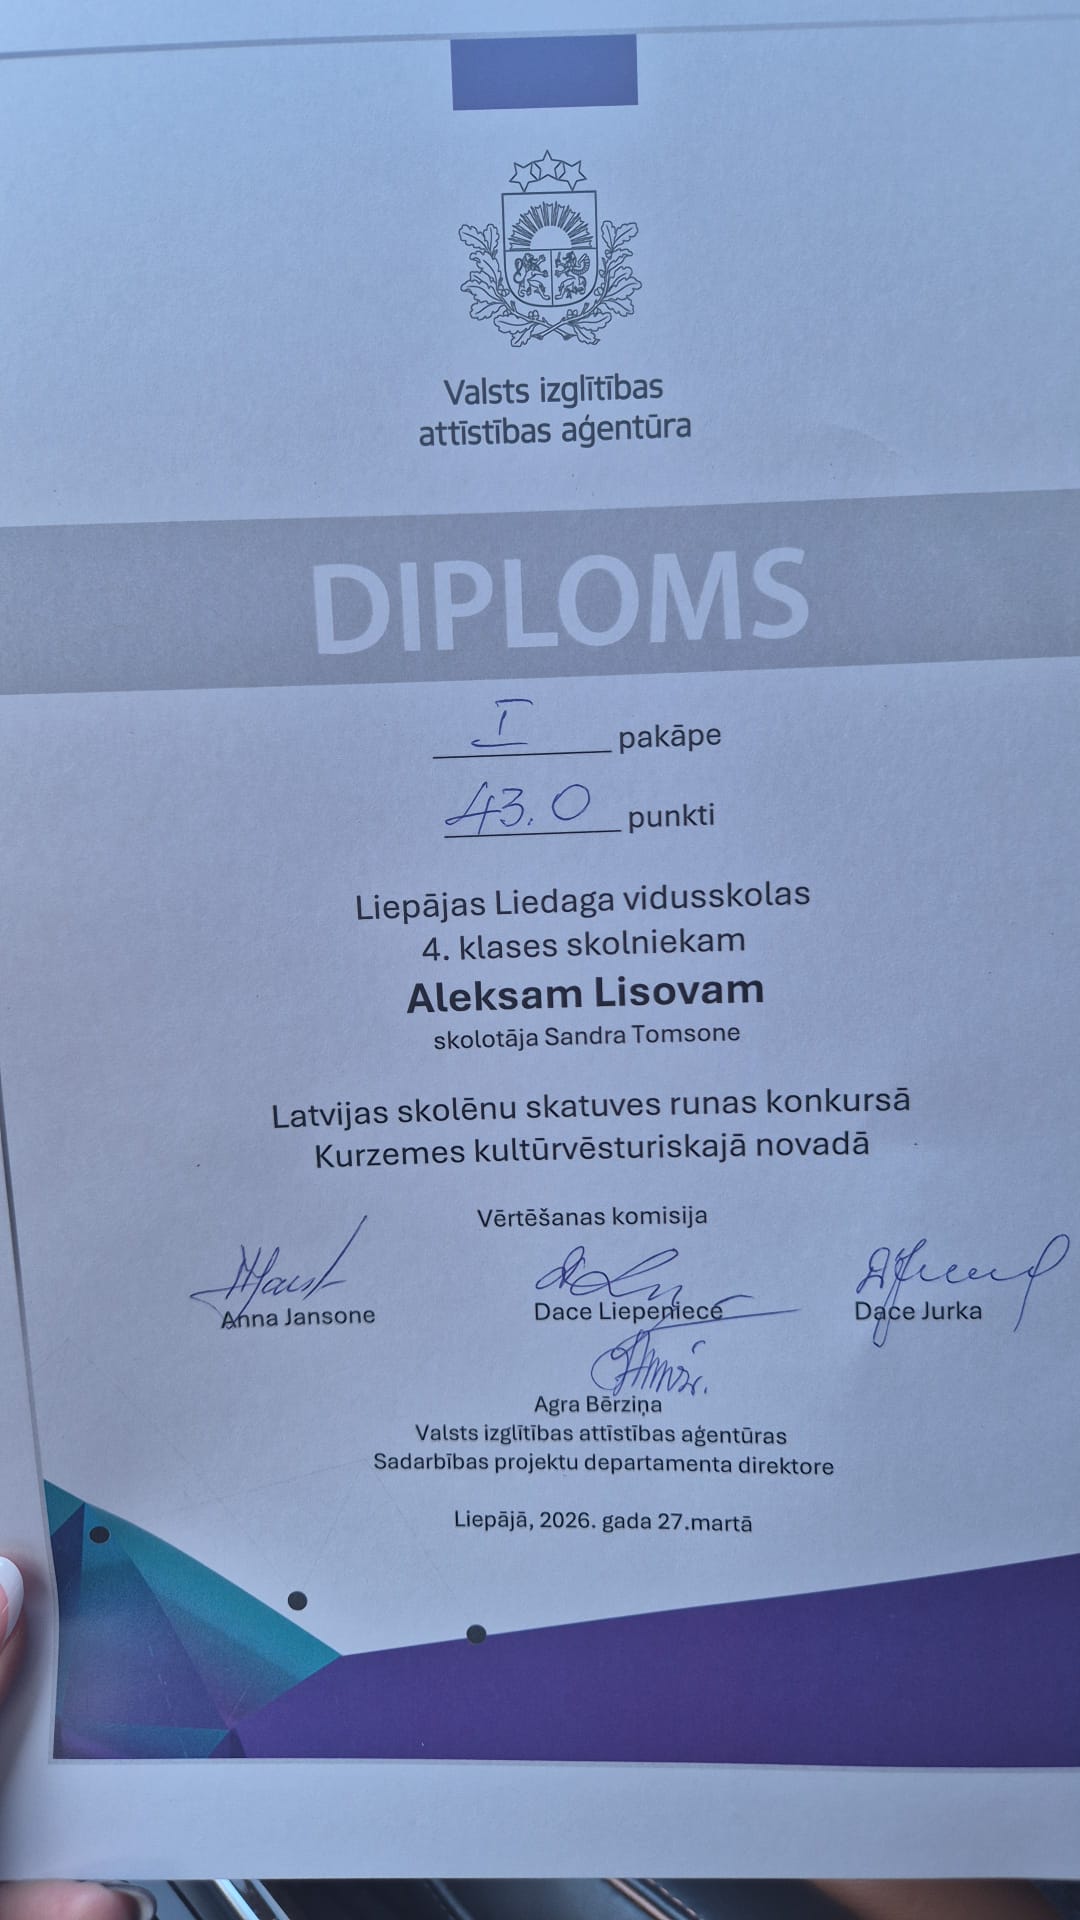 Valsts izglītības
attīstības aģentūra
DIPLOMS
I pakāpe
43.0 punkti
Liepājas Liedaga vidusskolas
4. klases skolniekam
Aleksam Lisovam
skolotāja Sandra Tomsone
Latvijas skolēnu skatuves runas konkursā
Kurzemes kultūrvēsturiskajā novadā
Vērtēšanas komisija
Anna Jansone Dace Liepeniece Dace Jurka
Agra Bērziņa
Valsts izglītības attīstības aģentūras
Sadarbības projektu departamenta direktore
Liepājā, 2026. gada 27.martā